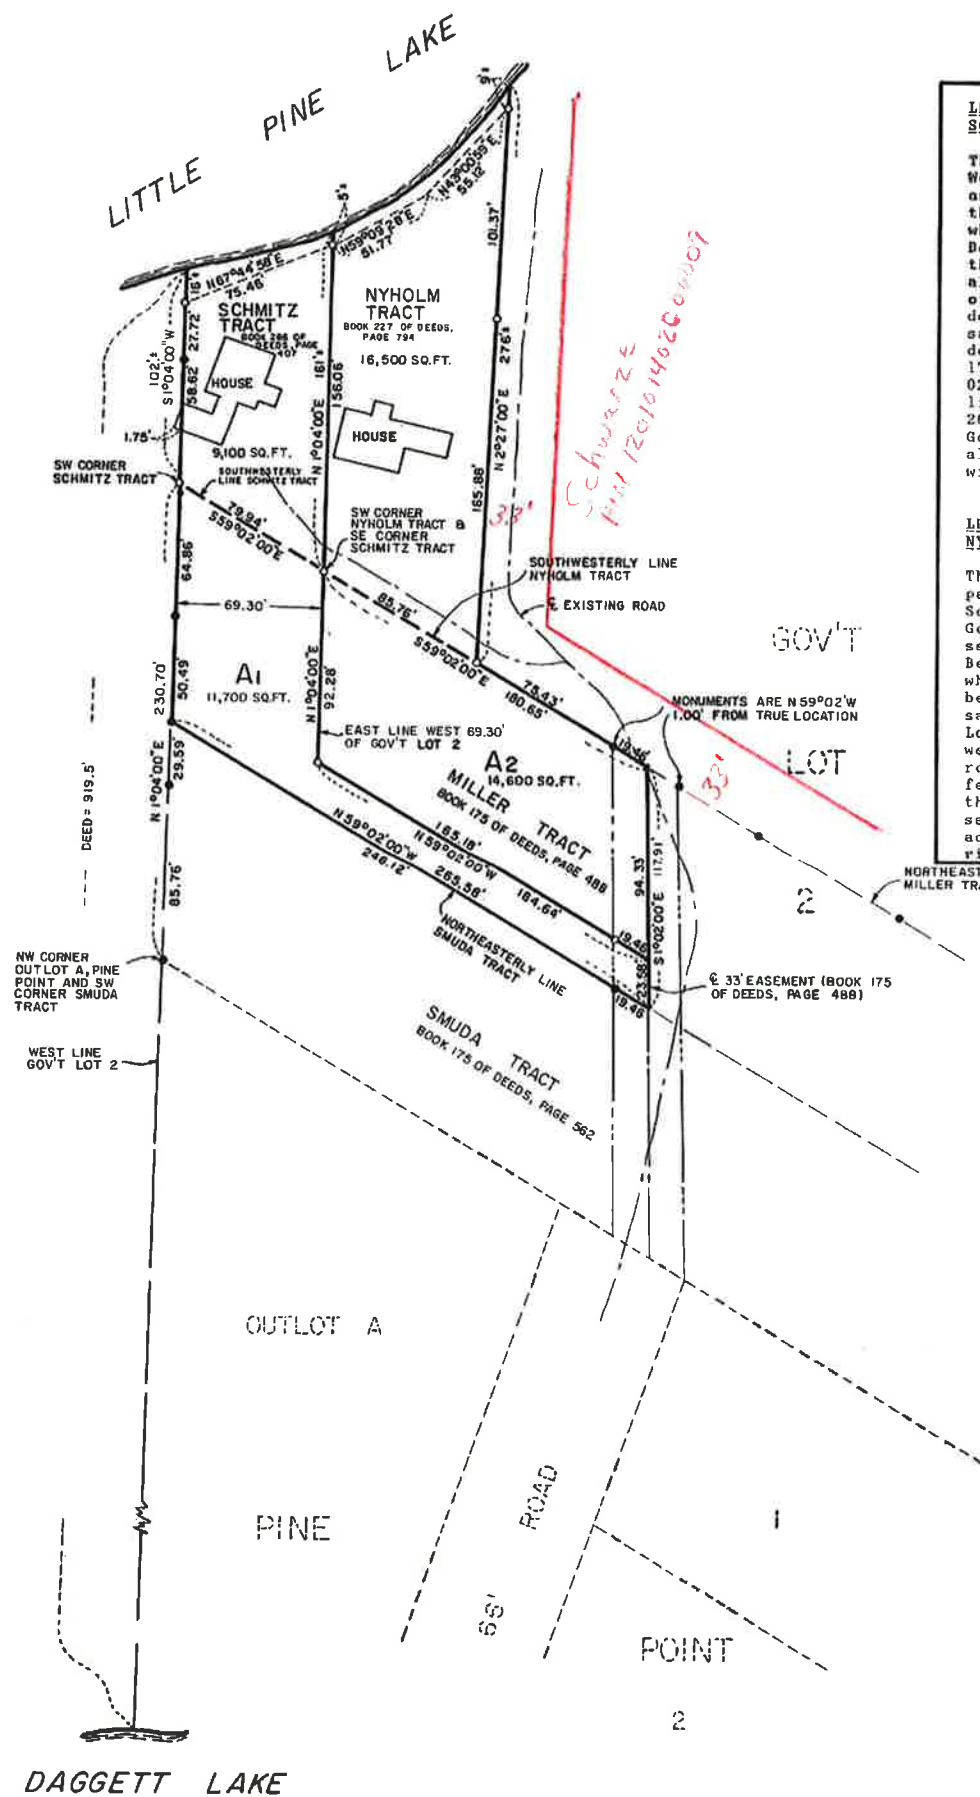 LITTLE PINE LAKE
N67°44'58"E
75.46'
N59°09'28"E
51.77'
N43°00'59"E
55.12'
5'±
16'±
27.72'
58.62'
102'±
S1°04'00"W
1.75'
SCHMITZ
TRACT
BOOK 286 OF
DEEDS, PAGE
HOUSE
9,100 SQ.FT.
161'±
156.06'
N1°04'00"E
NYHOLM
TRACT
BOOK 227 OF DEEDS,
PAGE 794
16,500 SQ.FT.
HOUSE
101.37'
276'±
N2°27'00"E
165.88'
33'
Schwarze
SW CORNER
SCHMITZ TRACT
SOUTHWESTERLY
LINE SCHMITZ TRACT
79.94'
S59°02'00"E
SW CORNER
NYHOLM TRACT &
SE CORNER
SCHMITZ TRACT
SOUTHWESTERLY LINE
NYHOLM TRACT
℄ EXISTING ROAD
85.76'
S59°02'00"E
75.43'
180.65'
19.46'
GOV'T
LOT
2
MONUMENTS ARE N59°02'W
1.00' FROM TRUE LOCATION
33'
64.86'
69.30'
A1
11,700 SQ.FT.
50.49'
230.70'
N1°04'00"E
29.59'
85.76'
DEED=919.5'
N1°04'00"E
92.28'
EAST LINE WEST 69.30'
OF GOV'T LOT 2
A2
14,600 SQ.FT.
MILLER TRACT
BOOK 175 OF DEEDS, PAGE 488
165.18'
N59°02'00"W
184.64'
19.46'
N59°02'00"W
246.12'
265.58'
19.46'
94.33'
117.91'
S1°02'00"E
23.58'
NORTHEASTERLY LINE
SMUDA TRACT
NORTHEAST
MILLER TRA
℄ 33' EASEMENT (BOOK 175
OF DEEDS, PAGE 488)
NW CORNER
OUTLOT A, PINE
POINT AND SW
CORNER SMUDA
TRACT
WEST LINE
GOV'T LOT 2
SMUDA TRACT
BOOK 175 OF DEEDS, PAGE 562
OUTLOT A
PINE
ROAD
66'
1
POINT
2
DAGGETT LAKE